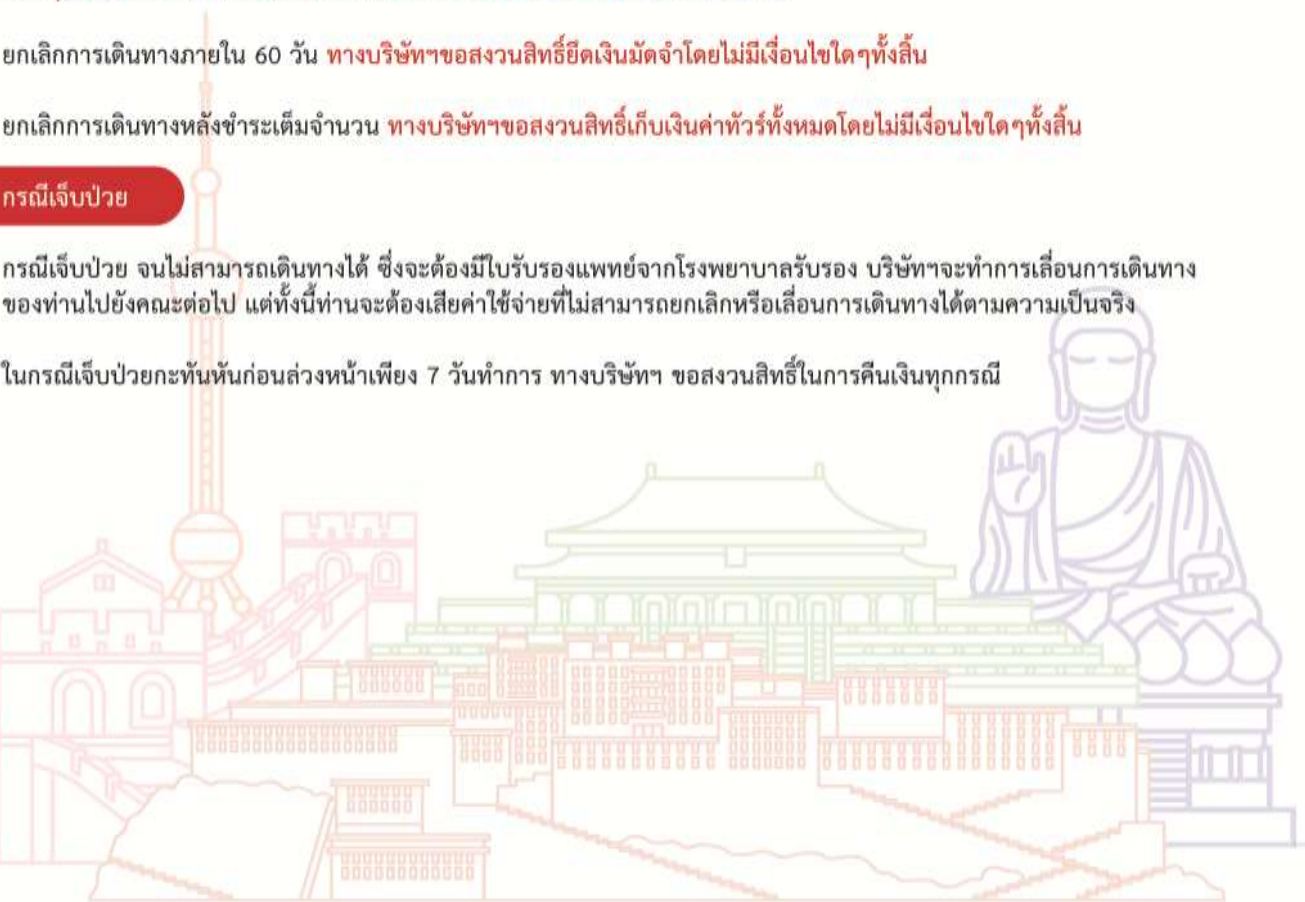 ยกเลิกการเดินทางภายใน 60 วัน ทางบริษัทฯขอสงวนสิทธิ์ยึดเงินมัดจำโดยไม่มีเงื่อนไขใดๆทั้งสิ้น
ยกเลิกการเดินทางหลังชำระเต็มจำนวน ทางบริษัทฯขอสงวนสิทธิ์เก็บเงินค่าทัวร์ทั้งหมดโดยไม่มีเงื่อนไขใดๆทั้งสิ้น
กรณีเจ็บป่วย
กรณีเจ็บป่วย จนไม่สามารถเดินทางได้ ซึ่งจะต้องมีใบรับรองแพทย์จากโรงพยาบาลรับรอง บริษัทฯจะทำการเลื่อนการเดินทาง
ของท่านไปยังคณะต่อไป แต่ทั้งนี้ท่านจะต้องเสียค่าใช้จ่ายที่ไม่สามารถยกเลิกหรือเลื่อนการเดินทางได้ตามความเป็นจริง
ในกรณีเจ็บป่วยกะทันหันก่อนล่วงหน้าเพียง 7 วันทำการ ทางบริษัทฯ ขอสงวนสิทธิ์ในการคืนเงินทุกกรณี